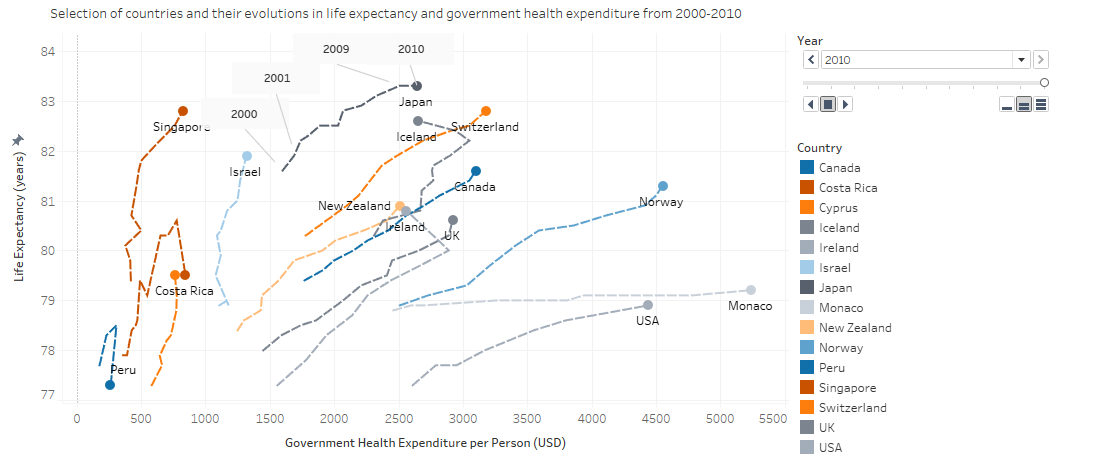 Selection of countries and their evolutions in life expectancy and government health expenditure from 2000-2010
Life Expectancy (years)
84
83
82
81
80
79
78
77
2000
2001
2009
2010
Japan
Singapore
Iceland
Switzerland
Israel
Canada
New Zealand
Ireland
Norway
UK
Costa Rica
Monaco
USA
Peru
0 500 1000 1500 2000 2500 3000 3500 4000 4500 5000 5500
Government Health Expenditure per Person (USD)
Year
2010
Country
Canada
Costa Rica
Cyprus
Iceland
Ireland
Israel
Japan
Monaco
New Zealand
Norway
Peru
Singapore
Switzerland
UK
USA